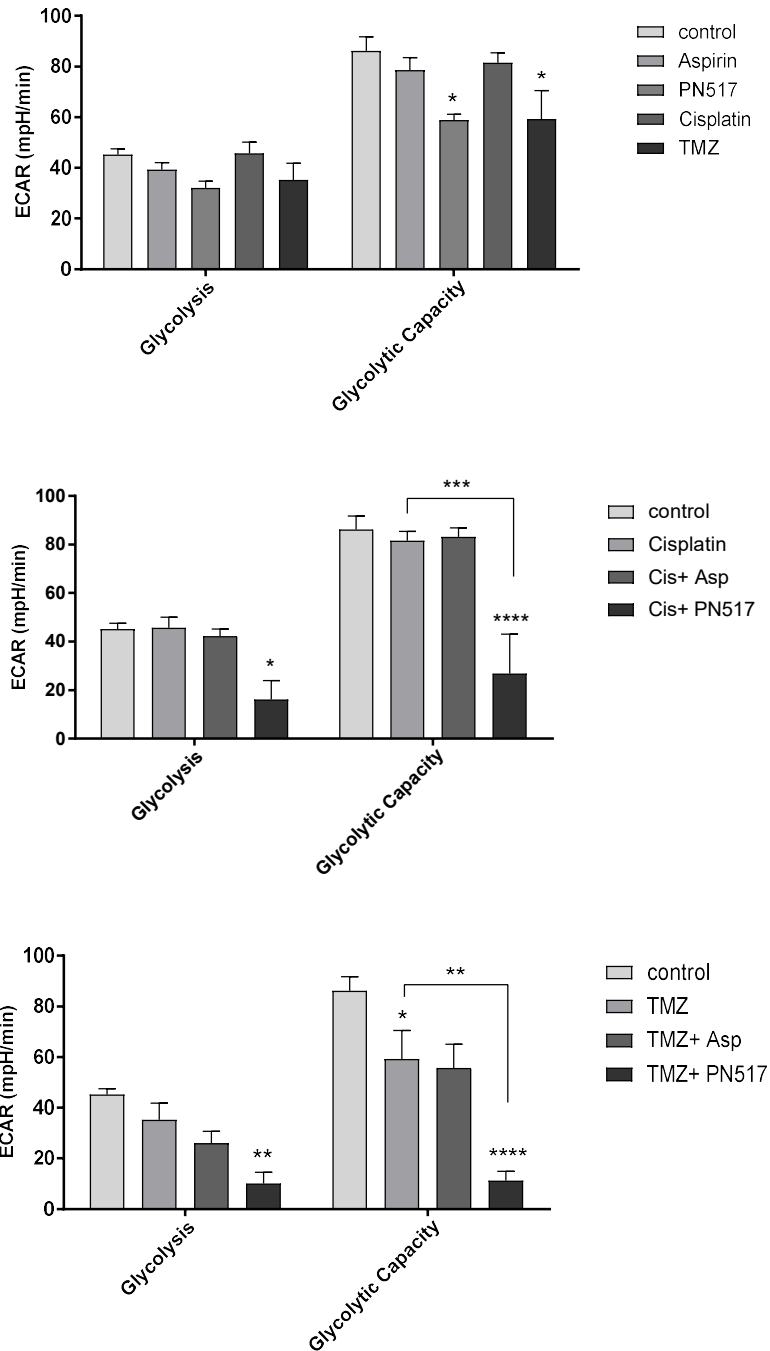 100
80
60
40
20
0
ECAR (mpH/min)
*
*
Glycolysis
Glycolytic Capacity
control
Aspirin
PN517
Cisplatin
TMZ
100
80
60
40
20
0
ECAR (mpH/min)
***
*
****
Glycolysis
Glycolytic Capacity
control
Cisplatin
Cis+ Asp
Cis+ PN517
100
80
60
40
20
0
ECAR (mpH/min)
**
*
**
****
Glycolysis
Glycolytic Capacity
control
TMZ
TMZ+ Asp
TMZ+ PN517